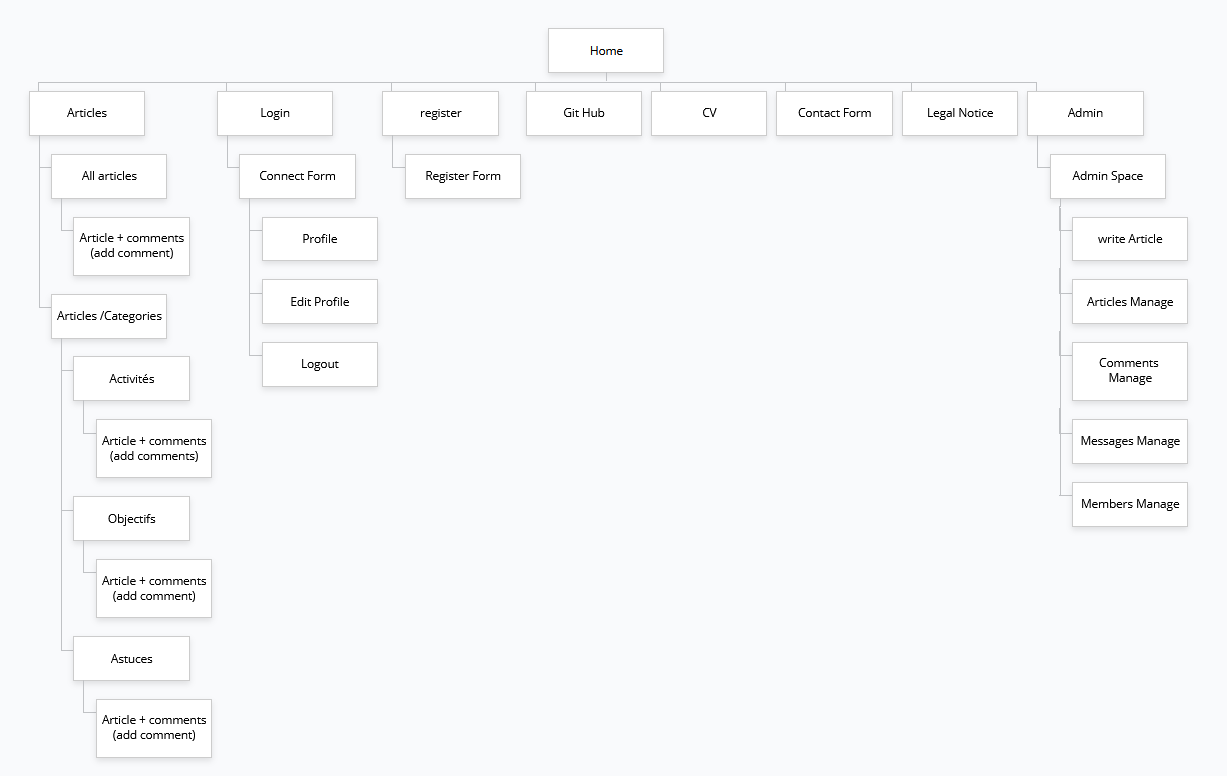 Home
Articles
Login
register
Git Hub
CV
Contact Form
Legal Notice
Admin
All articles
Connect Form
Register Form
Admin Space
Article + comments
(add comment)
Profile
write Article
Articles /Categories
Edit Profile
Articles Manage
Activités
Logout
Comments
Manage
Article + comments
(add comments)
Messages Manage
Objectifs
Members Manage
Article + comments
(add comment)
Astuces
Article + comments
(add comment)